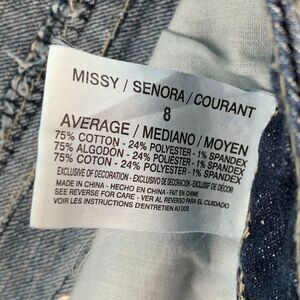 MISSY / SENORA / COURANT
8
AVERAGE / MEDIANO / MOYEN
75% COTTON - 24% POLYESTER - 1% SPANDEX
75% ALGODON - 24% POLYESTER - 1% SPANDEX
75% COTON - 24% POLYESTER - 1% SPANDEX
EXCLUSIVE OF DECORATION - EXCLUSIVO DE DECORACION - EXCLUSIF DE DÉCOR
MADE IN CHINA - HECHO EN CHINA - FAIT EN CHINE
SEE REVERSE FOR CARE - VER AL REVERSO PARA EL CUIDADO
VOIR LES INSTRUCTIONS D'ENTRETIEN AU DOS